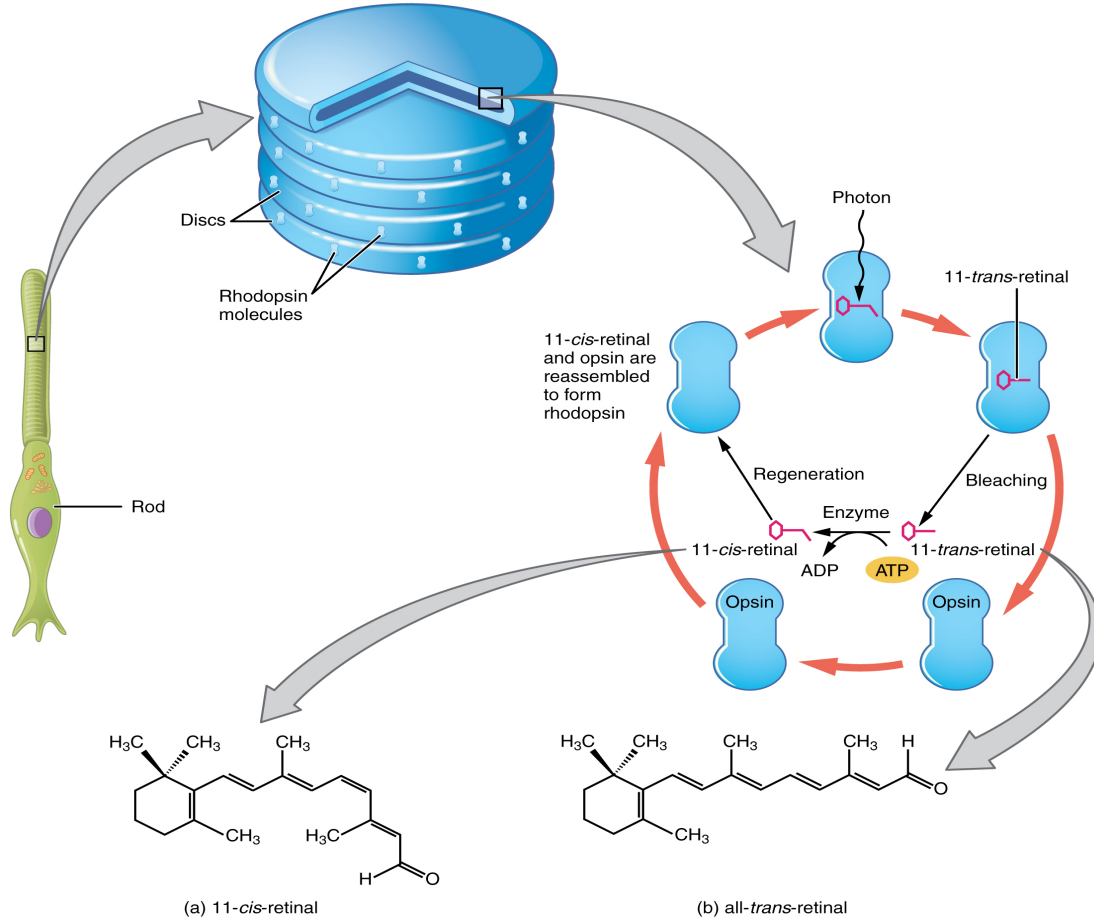 Photon
11-trans-retinal
Discs
Rhodopsin
molecules
11-cis-retinal
and opsin are
reassembled
to form
rhodopsin
Regeneration
Bleaching
Rod
Enzyme
11-cis-retinal
11-trans-retinal
ADP
ATP
Opsin
Opsin
H₃C
CH₃
CH₃
CH₃
H₃C
H
O
(a) 11-cis-retinal
H₃C
CH₃
CH₃
CH₃
H
O
CH₃
(b) all-trans-retinal